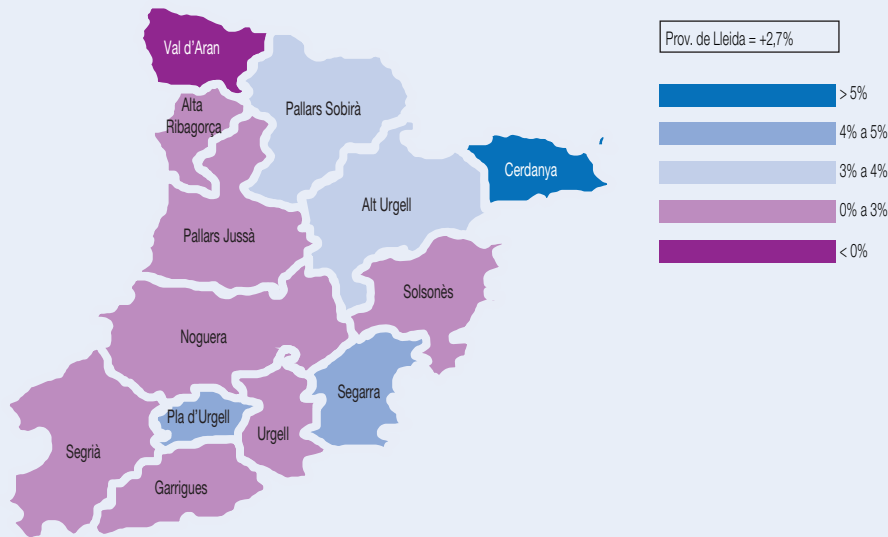 Val d'Aran
Alta
Ribagorça
Pallars Sobirà
Cerdanya
Alt Urgell
Pallars Jussà
Solsonès
Noguera
Segarra
Pla d'Urgell
Urgell
Segrià
Garrigues
Prov. de Lleida = +2,7%
> 5%
4% a 5%
3% a 4%
0% a 3%
< 0%